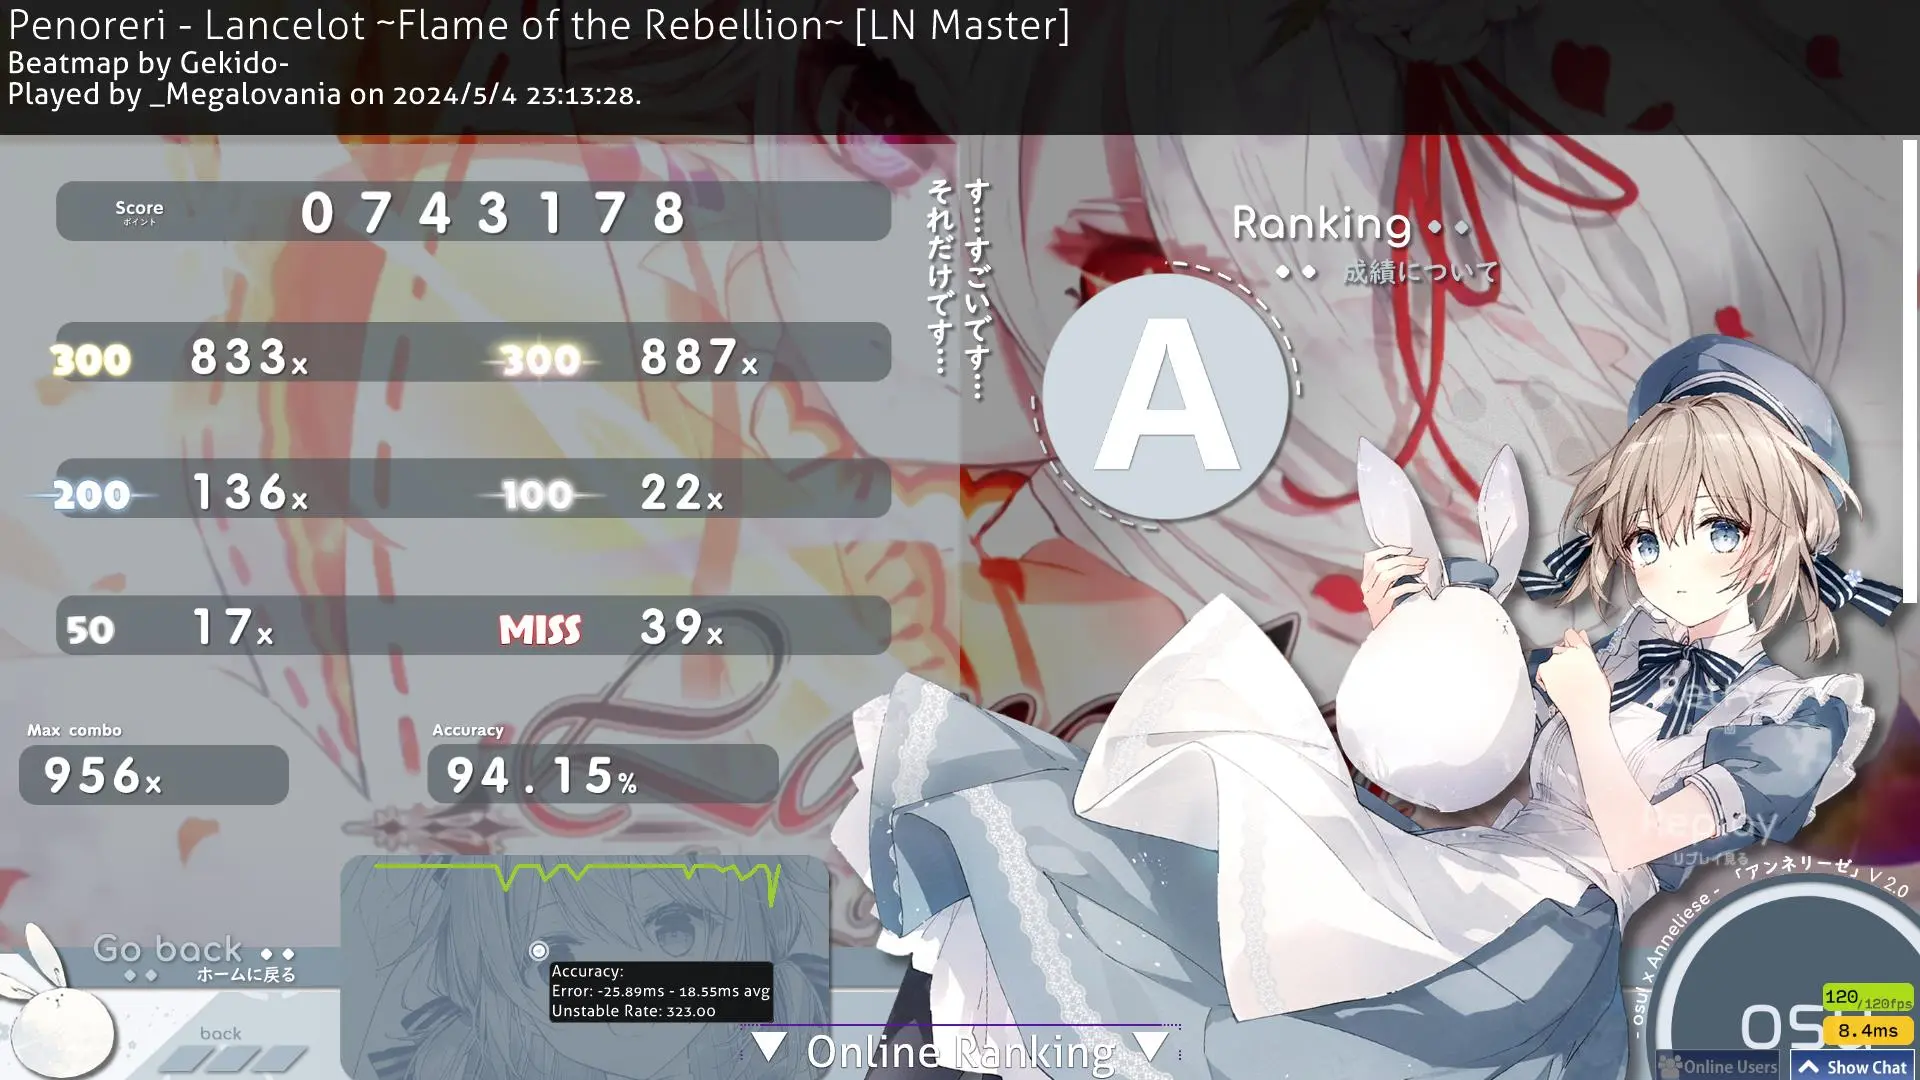 Penoreri - Lancelot ~Flame of the Rebellion~ [LN Master]
Beatmap by Gekido-
Played by _Megalovania on 2024/5/4 23:13:28.
Score
ポイント
0743178
す…すごいです…
それだけです…
Ranking
成績について
A
300 833x 300 887x
200 136x 100 22x
50 17x MISS 39x
Max combo
956x
Accuracy
94.15%
Replay
リプレイ見る
- osu! x Anneliese - 「アンネリーゼ」 V 2.0
Go back
ホームに戻る
back
Accuracy:
Error: -25.89ms - 18.55ms avg
Unstable Rate: 323.00
Online Ranking
120/120fps
8.4ms
Online Users
Show Chat